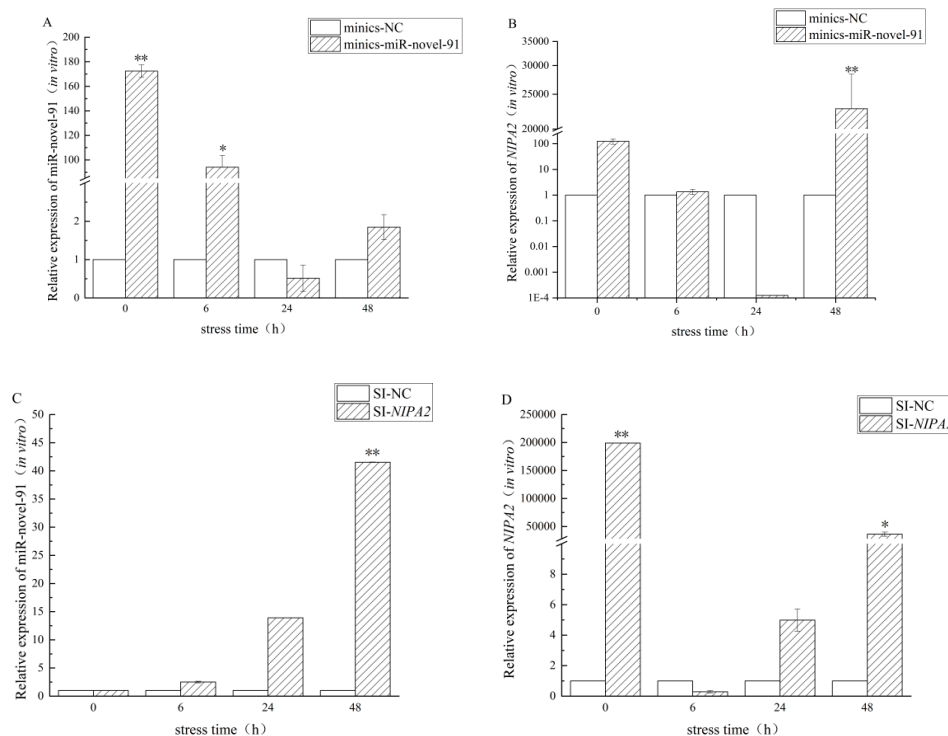 A
minics-NC
minics-miR-novel-91
Relative expression of miR-novel-91（in vitro）
200
180
160
140
120
100
2
1
0
**
*
0 6 24 48
stress time（h）
B
minics-NC
minics-miR-novel-91
Relative expression of NIPA2（in vitro）
35000
30000
25000
20000
100
10
1
0.1
0.01
0.001
1E-4
**
0 6 24 48
stress time（h）
C
SI-NC
SI-NIPA2
Relative expression of miR-novel-91（in vitro）
50
45
40
35
30
25
20
15
10
5
0
**
0 6 24 48
stress time（h）
D
SI-NC
SI-NIPA
Relative expression of NIPA2（in vitro）
250000
200000
150000
100000
50000
8
6
4
2
0
**
*
0 6 24 48
stress time（h）